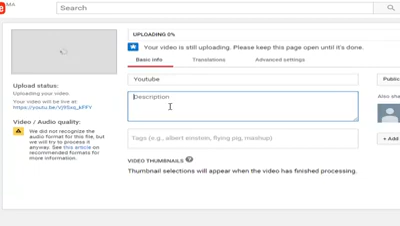 MA
Search
UPLOADING 0%
Your video is still uploading. Please keep this page open until it's done.
Basic info
Translations
Advanced settings
Youtube
Public
Description
Upload status:
Uploading your video
Your video will be live at:
Also sha
Video / Audio quality:
We did not recognize the
audio format for this file, but
we will try to process it
anyway. See this article on
recommended formats for
more information.
Tags (e.g., albert einstein, flying pig, mashup)
+ Add
VIDEO THUMBNAILS
Thumbnail selections will appear when the video has finished processing.